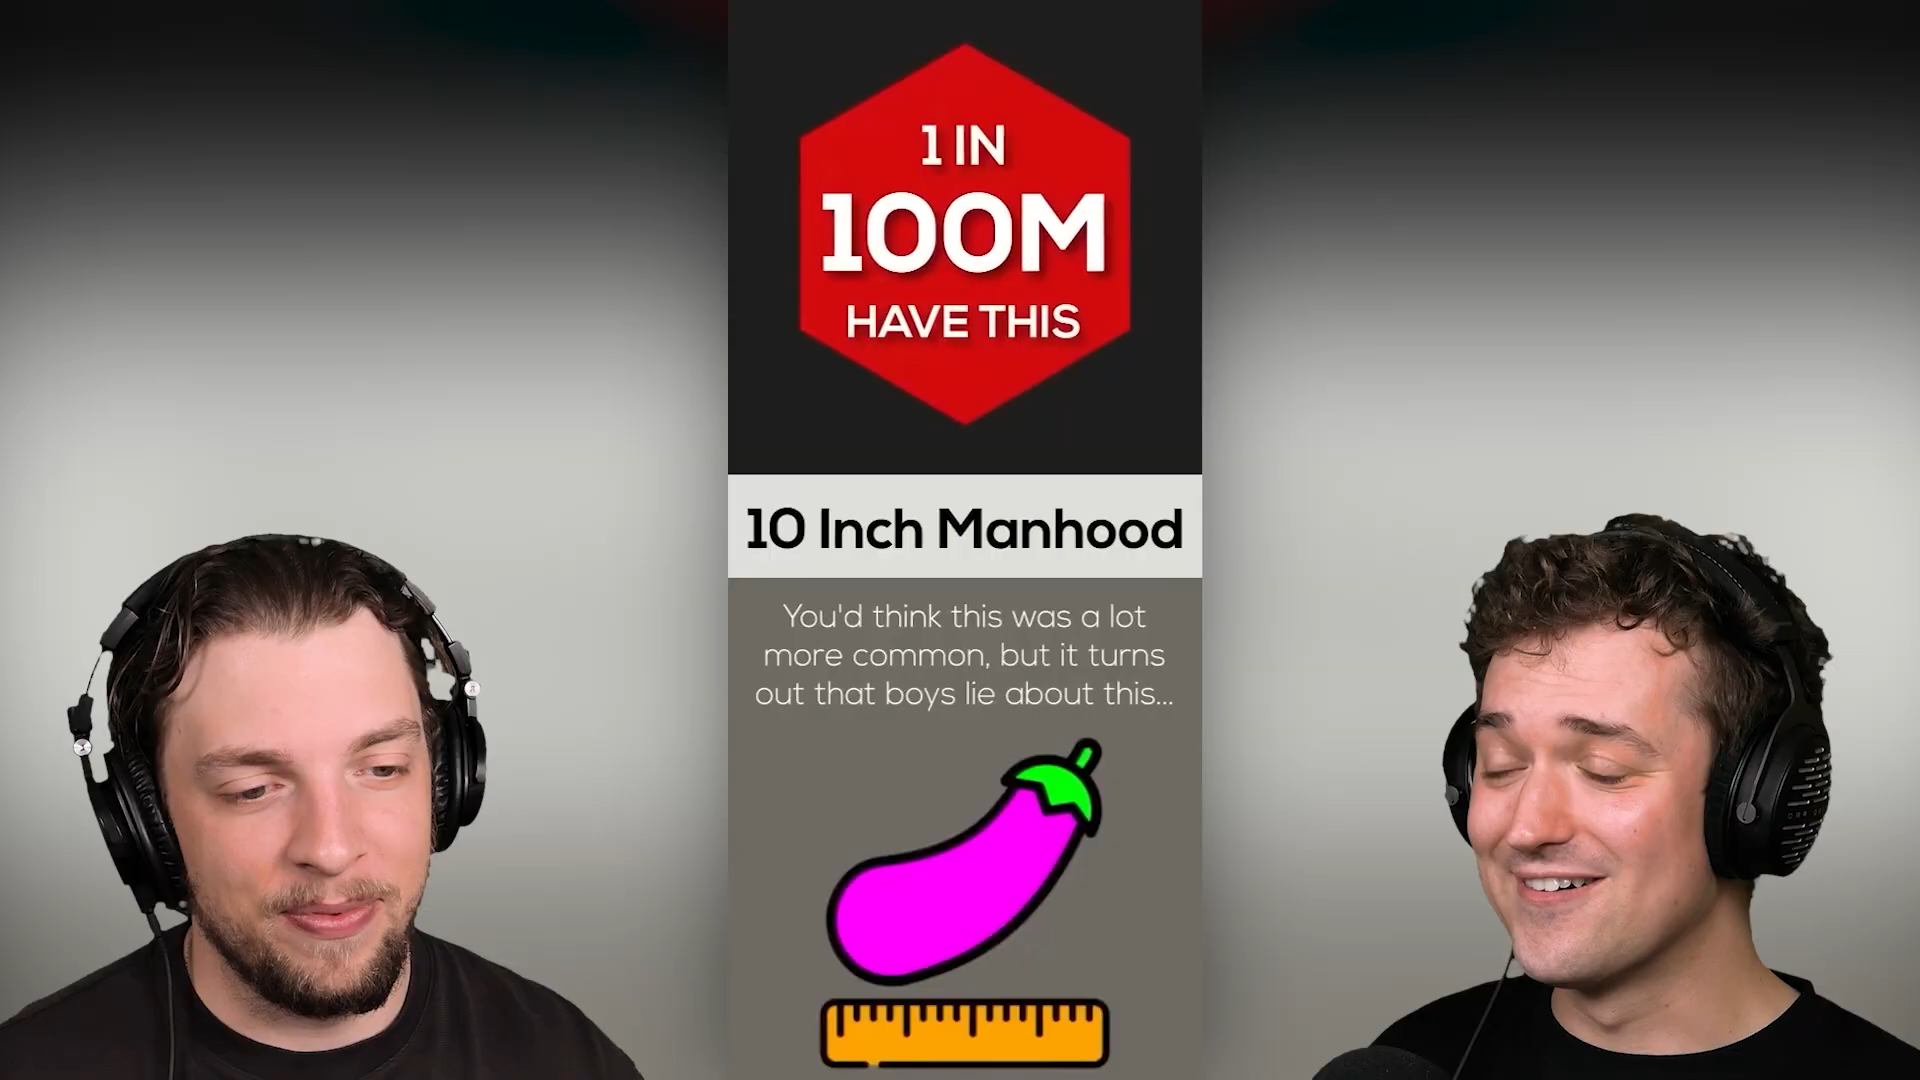 1 IN
100M
HAVE THIS
10 Inch Manhood
You'd think this was a lot
more common, but it turns
out that boys lie about this...